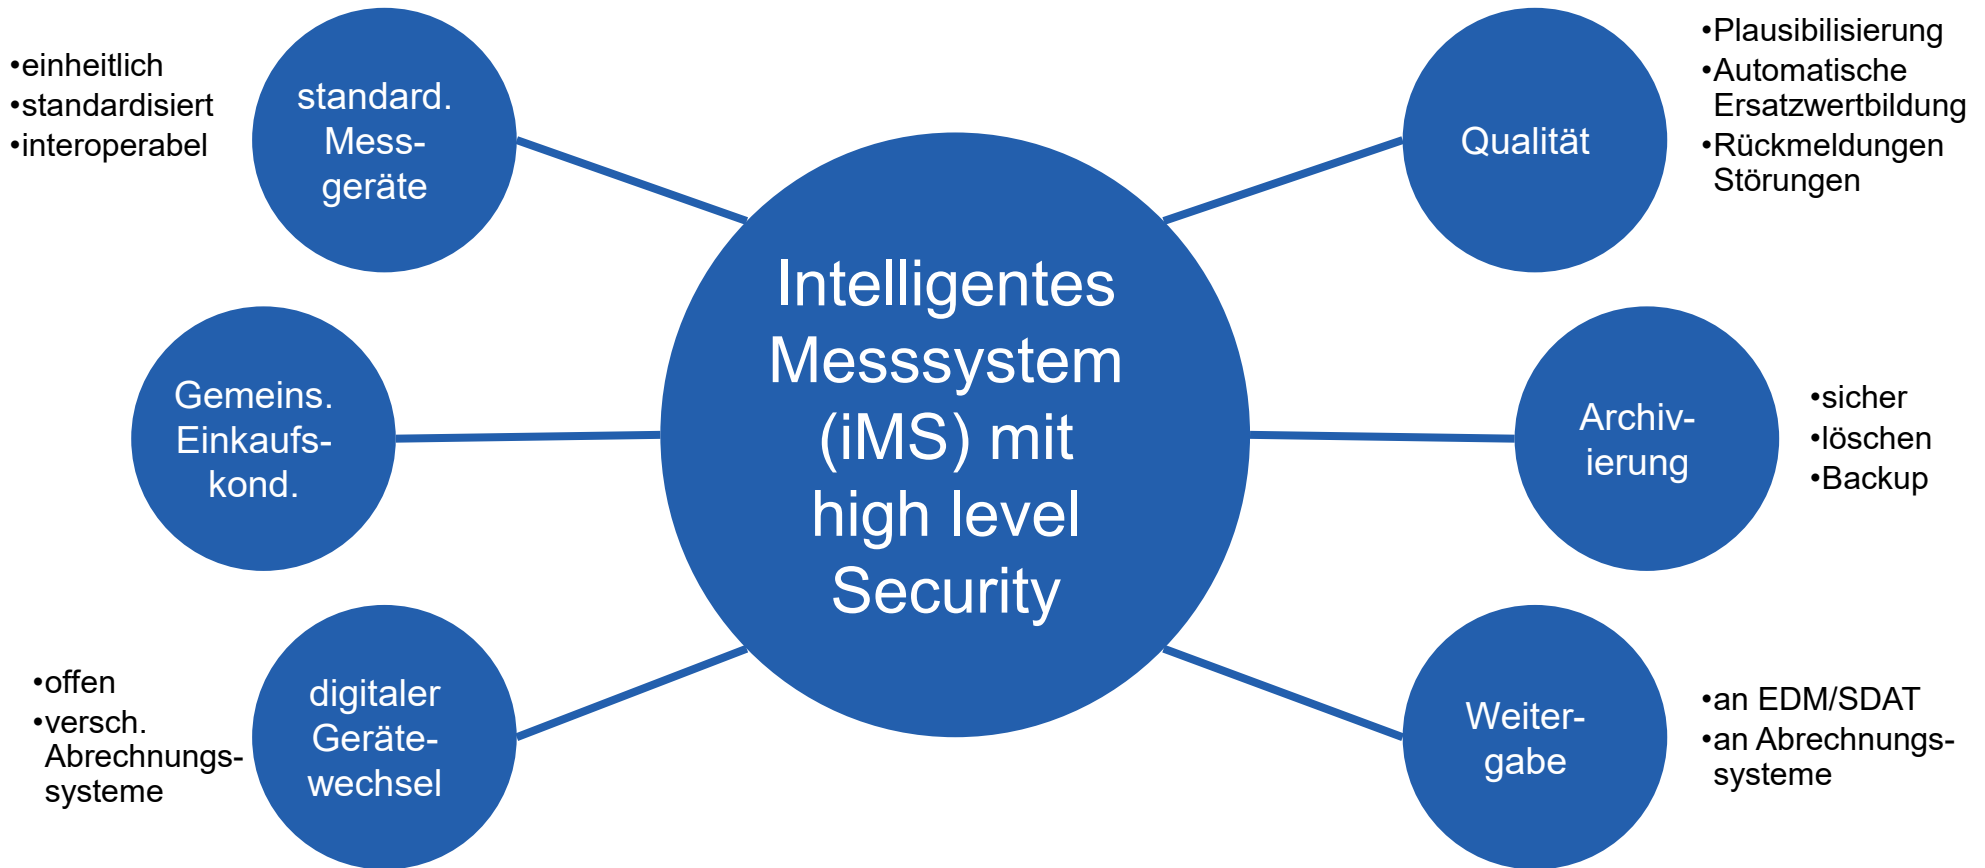 •einheitlich
•standardisiert
•interoperabel
standard.
Mess-
geräte
Gemeins.
Einkaufs-
kond.
•offen
•versch.
Abrechnungs-
systeme
digitaler
Geräte-
wechsel
Intelligentes
Messsystem
(iMS) mit
high level
Security
Qualität
•Plausibilisierung
•Automatische
Ersatzwertbildung
•Rückmeldungen
Störungen
Archiv-
ierung
•sicher
•löschen
•Backup
Weiter-
gabe
•an EDM/SDAT
•an Abrechnungs-
systeme